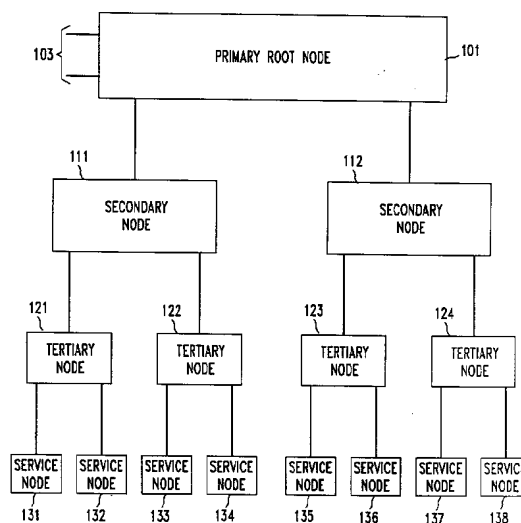 103
PRIMARY ROOT NODE
101
111
SECONDARY
NODE
112
SECONDARY
NODE
121
TERTIARY
NODE
122
TERTIARY
NODE
123
TERTIARY
NODE
124
TERTIARY
NODE
SERVICE
NODE
131
SERVICE
NODE
132
SERVICE
NODE
133
SERVICE
NODE
134
SERVICE
NODE
135
SERVICE
NODE
136
SERVICE
NODE
137
SERVICE
NODE
138